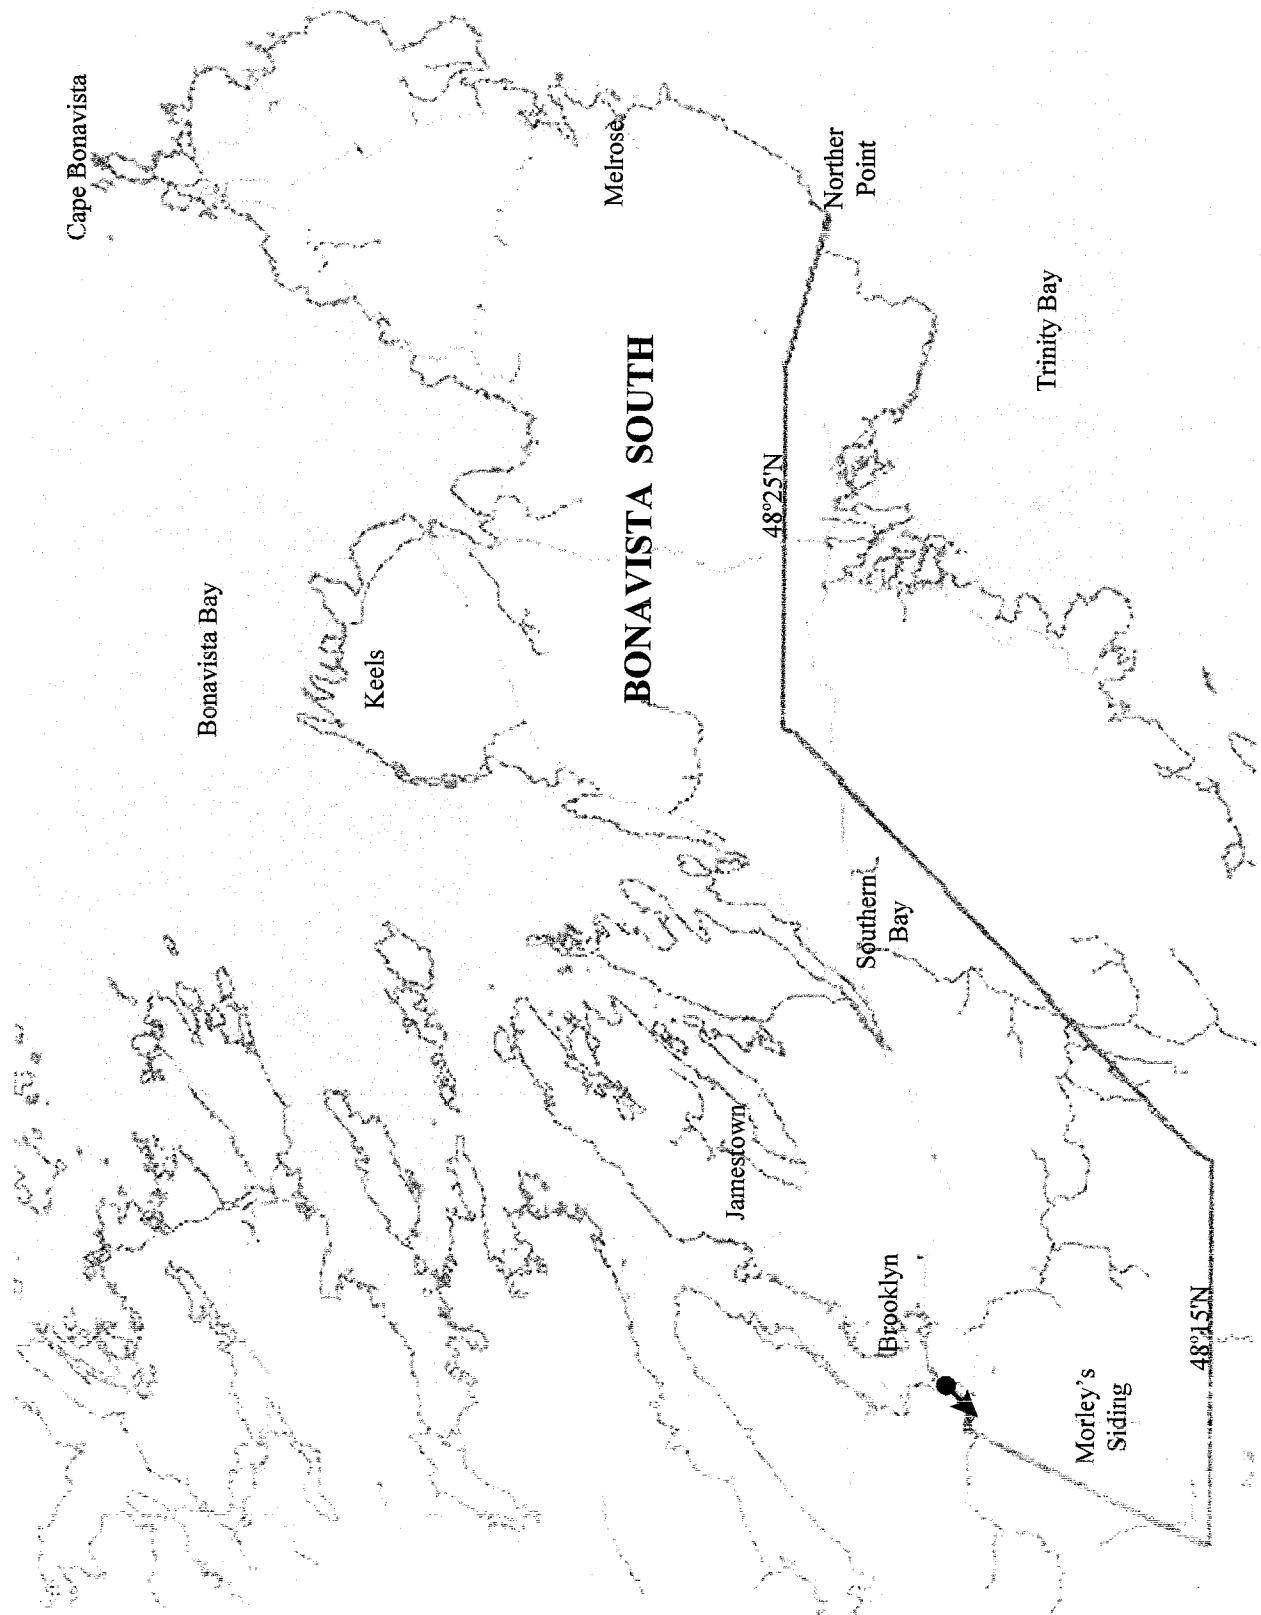 Cape Bonavista
Bonavista Bay
Keels
Melrose
BONAVISTA SOUTH
48°25'N
Norther
Point
Trinity Bay
Southern
Bay
Jamestown
Brooklyn
Morley's
Siding
48°15'N